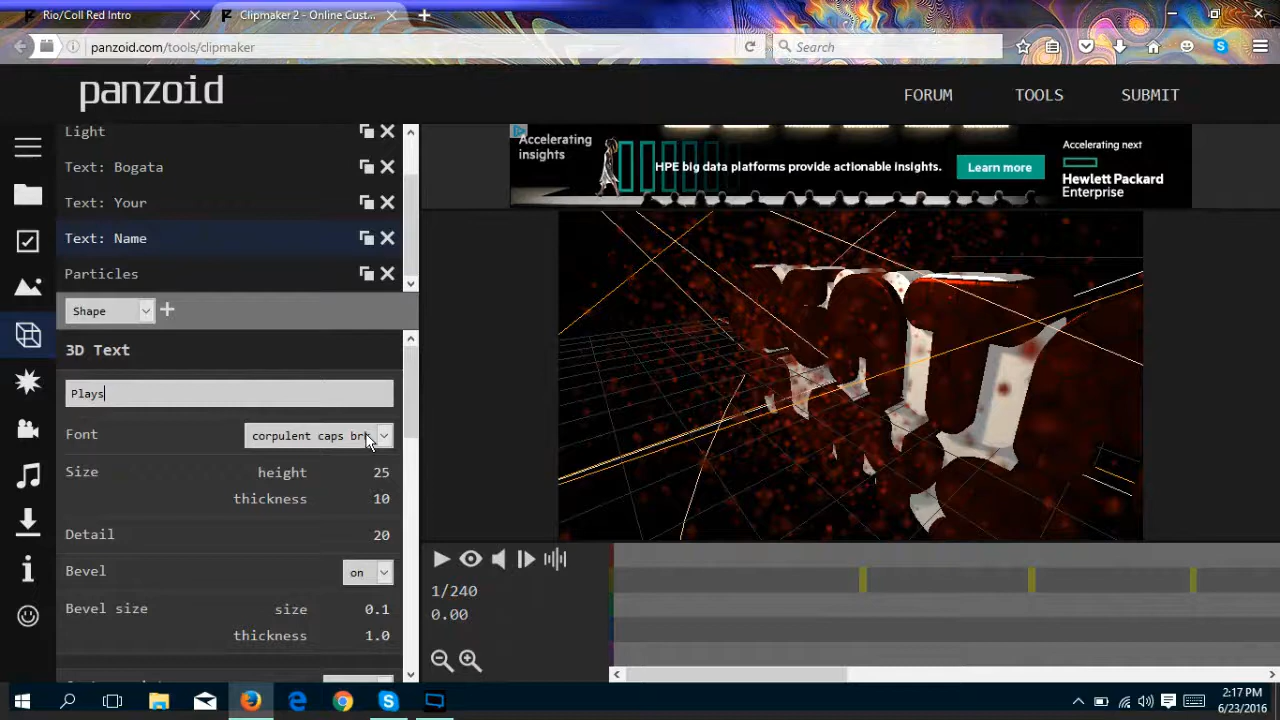 Rio/Coll Red Intro
Clipmaker 2 - Online Cust...
panzoid.com/tools/clipmaker
Search
panzoid
FORUM
TOOLS
SUBMIT
Light
Text: Bogata
Text: Your
Text: Name
Particles
Shape
3D Text
Plays
Font
corpulent caps brk
Size
height
25
thickness
10
Detail
20
Bevel
on
Bevel size
size
0.1
thickness
1.0
Accelerating insights
HPE big data platforms provide actionable insights.
Learn more
Accelerating next
Hewlett Packard
Enterprise
1/240
0.00
2:17 PM
6/23/2016